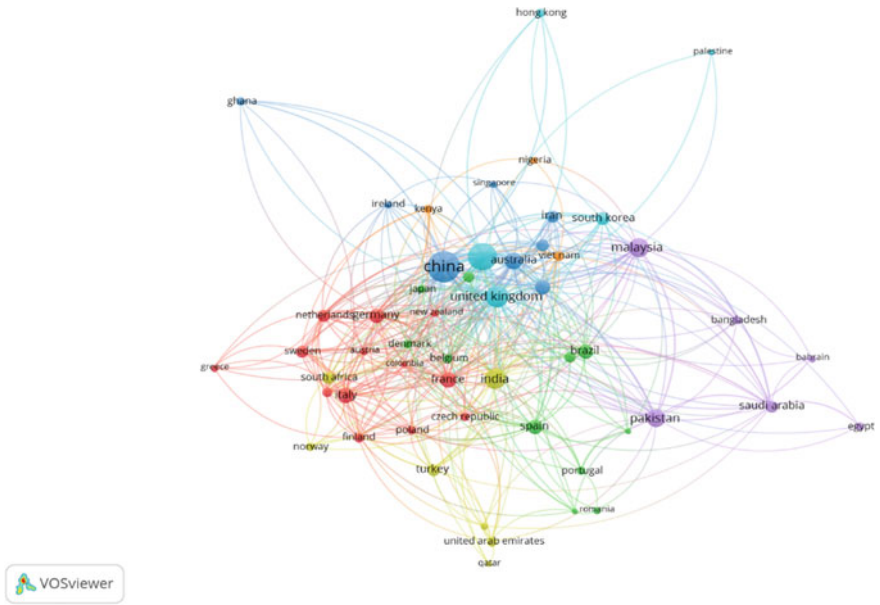 hong kong
palestine
ghana
nigeria
singapore
ireland
kenya
iran
south korea
malaysia
australia
viet nam
china
japan
united kingdom
new zealand
netherlands
germany
bangladesh
denmark
sweden
austria
belgium
brazil
bahrain
colombia
greece
south africa
france
india
italy
saudi arabia
czech republic
pakistan
spain
egypt
poland
finland
norway
turkey
portugal
romania
united arab emirates
qatar
VOSviewer